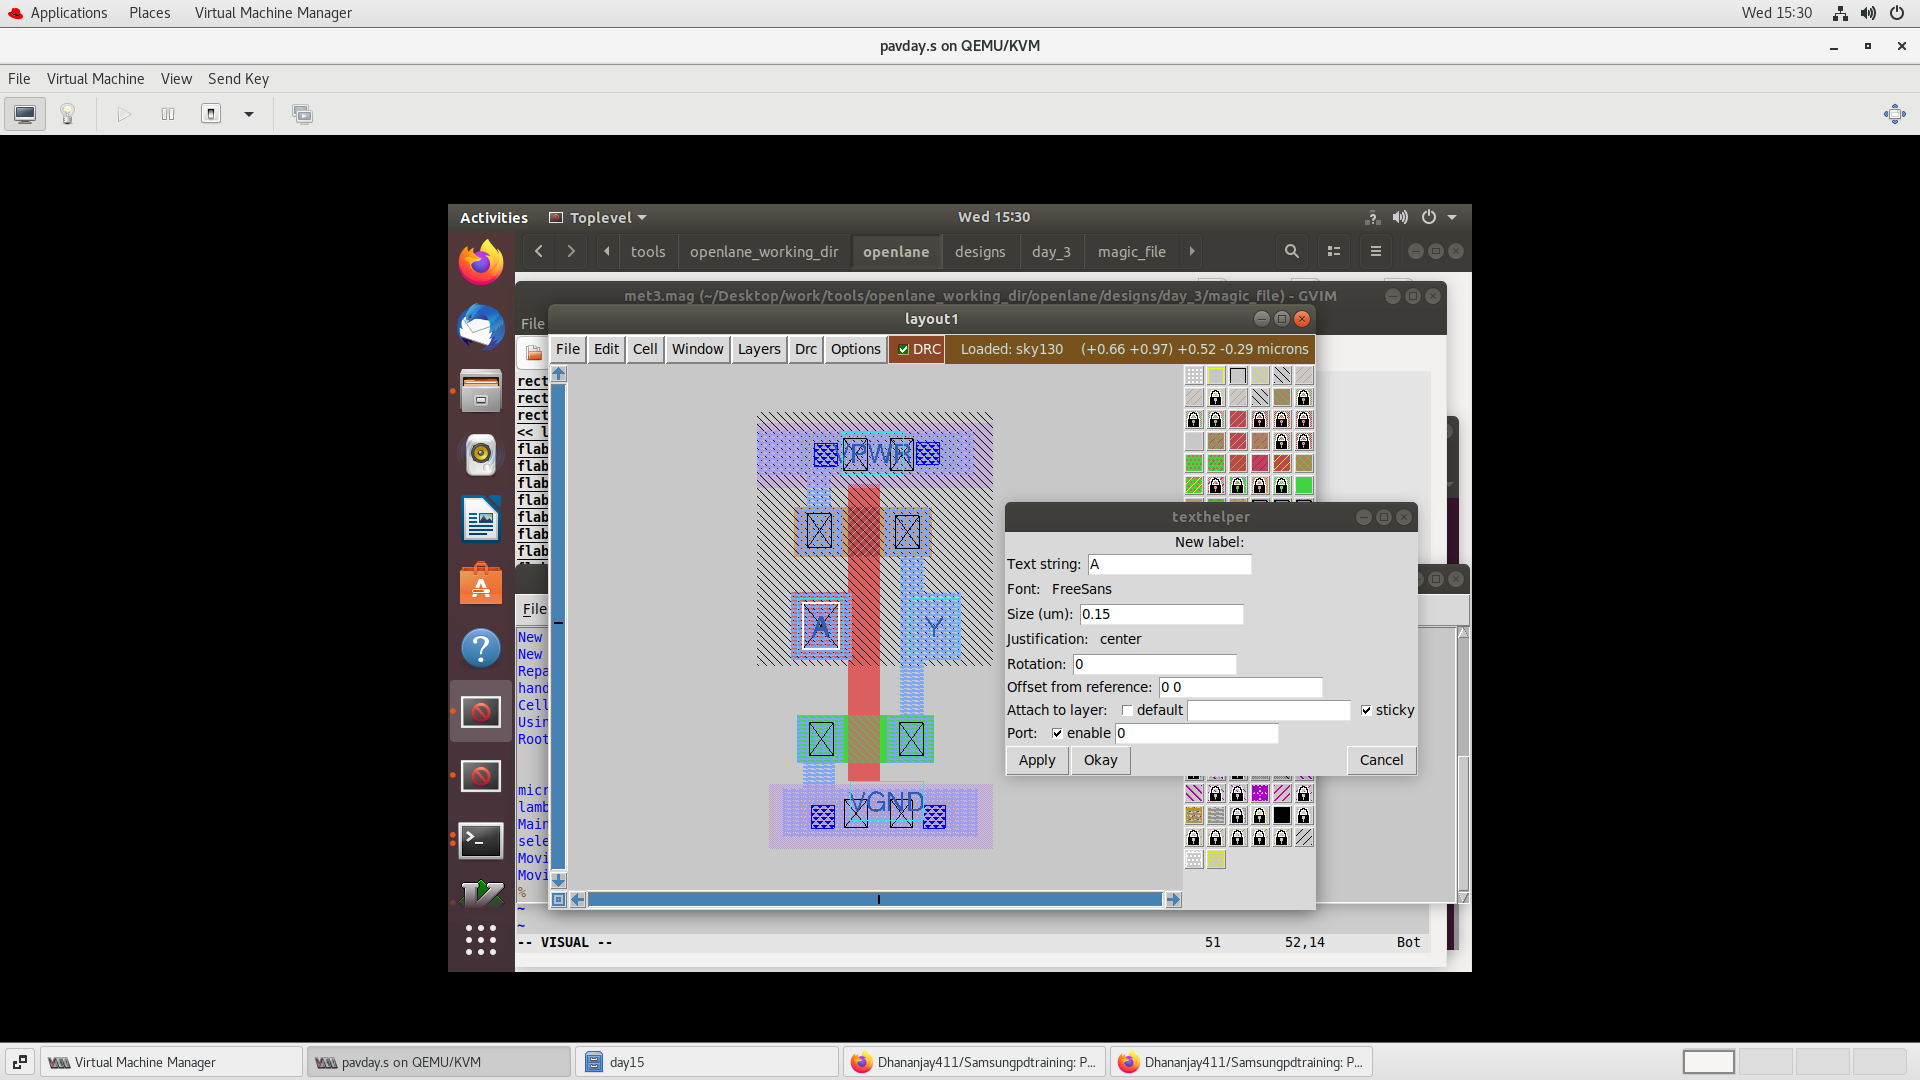 Applications Places Virtual Machine Manager Wed 15:30
pavday.s on QEMU/KVM
File Virtual Machine View Send Key
Activities Toplevel Wed 15:30
tools openlane_working_dir openlane designs day_3 magic_file
met3.mag (~/Desktop/work/tools/openlane_working_dir/openlane/designs/day_3/magic_file) - GVIM
File
layout1
File Edit Cell Window Layers Drc Options DRC Loaded: sky130 (+0.66 +0.97) +0.52 -0.29 microns
rect
rect
rect
<< l
flab
flab
flab
flab
flab
flab
flab
VPWR
A
Y
VGND
texthelper
New label:
Text string: A
Font: FreeSans
Size (um): 0.15
Justification: center
Rotation: 0
Offset from reference: 0 0
Attach to layer: default sticky
Port: enable 0
Apply Okay Cancel
File
New
New
Repa
hand
Cell
Usin
Root
micr
lamb
Main
sele
Movi
Movi
%
~
~
-- VISUAL -- 51 52,14 Bot
Virtual Machine Manager pavday.s on QEMU/KVM day15 Dhananjay411/Samsungpdtraining: P... Dhananjay411/Samsungpdtraining: P...